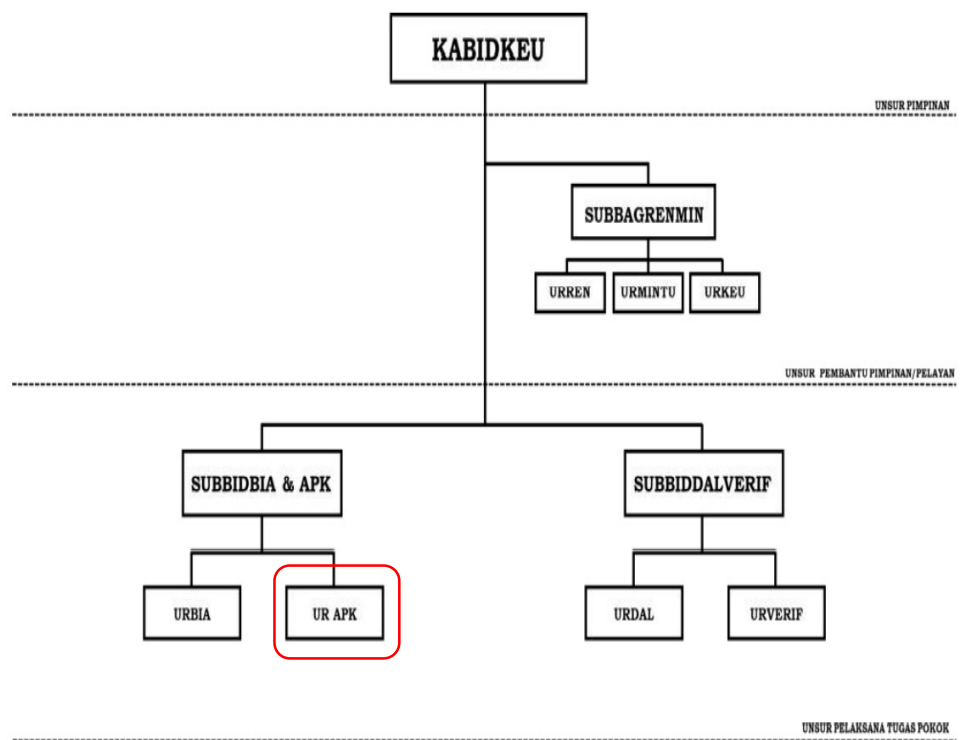 KABIDKEU
UNSUR PIMPINAN
SUBBAGRENMIN
URREN
URMINTU
URKEU
UNSUR PEMBANTU PIMPINAN/PELAYAN
SUBBIDBIA & APK
SUBBIDDALVERIF
URBIA
UR APK
URDAL
URVERIF
UNSUR PELAKSANA TUGAS POKOK